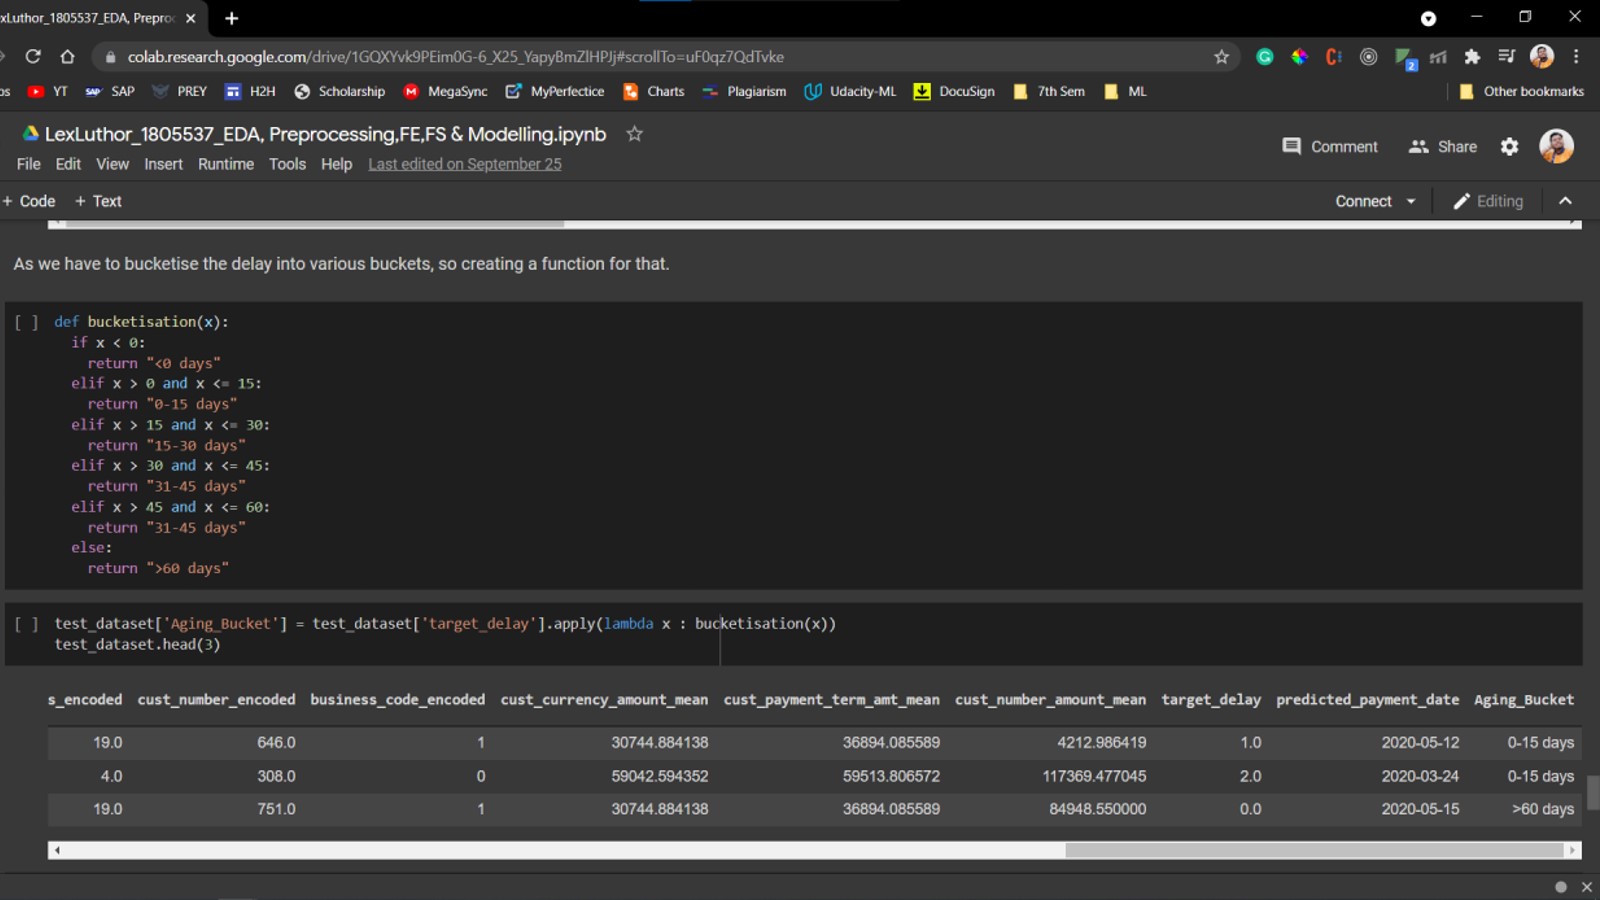 xLuthor_1805537_EDA, Prepro
colab.research.google.com/drive/1GQXYvk9PEim0G-6_X25_YapyBmZlHPJj#scrollTo=uF0qz7QdTvke
2
os YT SAP PREY H2H Scholarship MegaSync MyPerfectice Charts Plagiarism Udacity-ML DocuSign 7th Sem ML Other bookmarks
LexLuthor_1805537_EDA, Preprocessing,FE,FS & Modelling.ipynb
Comment Share
File Edit View Insert Runtime Tools Help Last edited on September 25
+ Code + Text Connect Editing
As we have to bucketise the delay into various buckets, so creating a function for that.
[ ] def bucketisation(x):
if x < 0:
return "<0 days"
elif x > 0 and x <= 15:
return "0-15 days"
elif x > 15 and x <= 30:
return "15-30 days"
elif x > 30 and x <= 45:
return "31-45 days"
elif x > 45 and x <= 60:
return "31-45 days"
else:
return ">60 days"
[ ] test_dataset['Aging_Bucket'] = test_dataset['target_delay'].apply(lambda x : bucketisation(x))
test_dataset.head(3)
s_encoded cust_number_encoded business_code_encoded cust_currency_amount_mean cust_payment_term_amt_mean cust_number_amount_mean target_delay predicted_payment_date Aging_Bucket
19.0 646.0 1 30744.884138 36894.085589 4212.986419 1.0 2020-05-12 0-15 days
4.0 308.0 0 59042.594352 59513.806572 117369.477045 2.0 2020-03-24 0-15 days
19.0 751.0 1 30744.884138 36894.085589 84948.550000 0.0 2020-05-15 >60 days